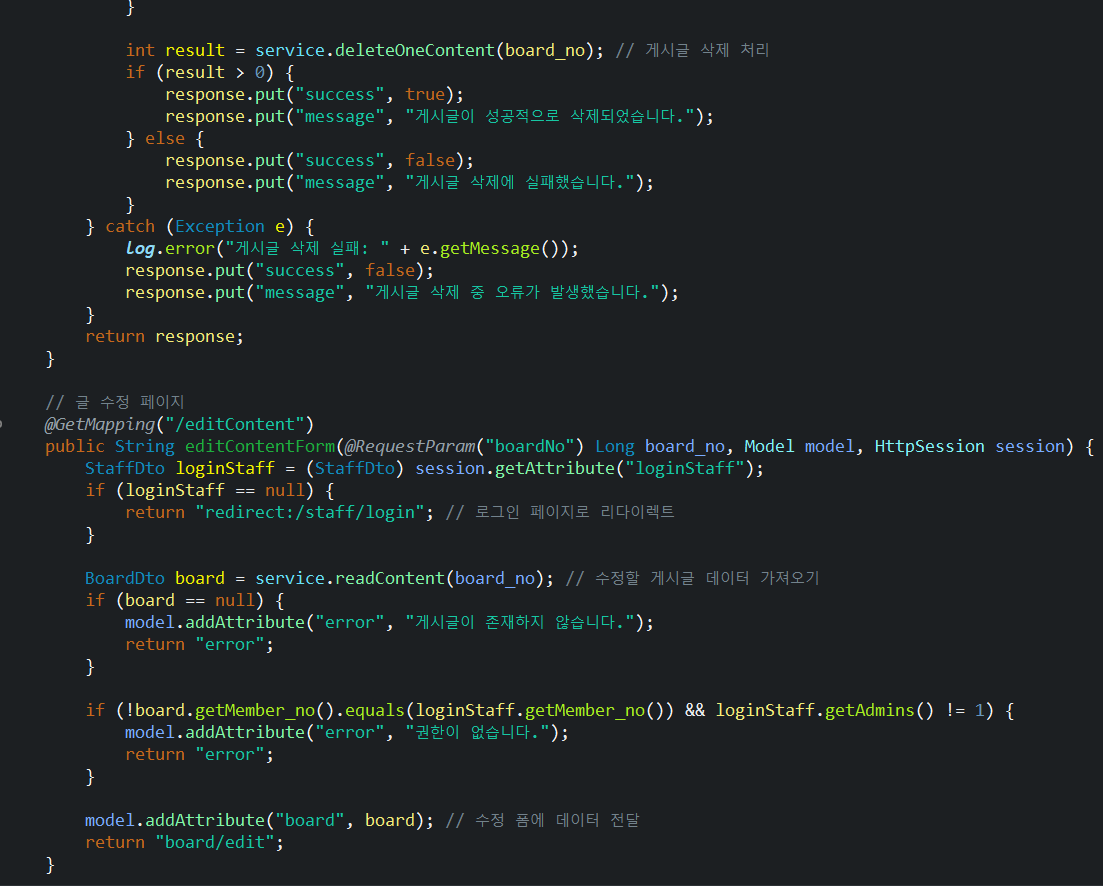 }
int result = service.deleteOneContent(board_no); // 게시글 삭제 처리
if (result > 0) {
response.put("success", true);
response.put("message", "게시글이 성공적으로 삭제되었습니다.");
} else {
response.put("success", false);
response.put("message", "게시글 삭제에 실패했습니다.");
}
} catch (Exception e) {
log.error("게시글 삭제 실패: " + e.getMessage());
response.put("success", false);
response.put("message", "게시글 삭제 중 오류가 발생했습니다.");
}
return response;
}
// 글 수정 페이지
@GetMapping("/editContent")
public String editContentForm(@RequestParam("boardNo") Long board_no, Model model, HttpSession session) {
StaffDto loginStaff = (StaffDto) session.getAttribute("loginStaff");
if (loginStaff == null) {
return "redirect:/staff/login"; // 로그인 페이지로 리다이렉트
}
BoardDto board = service.readContent(board_no); // 수정할 게시글 데이터 가져오기
if (board == null) {
model.addAttribute("error", "게시글이 존재하지 않습니다.");
return "error";
}
if (!board.getMember_no().equals(loginStaff.getMember_no()) && loginStaff.getAdmins() != 1) {
model.addAttribute("error", "권한이 없습니다.");
return "error";
}
model.addAttribute("board", board); // 수정 폼에 데이터 전달
return "board/edit";
}